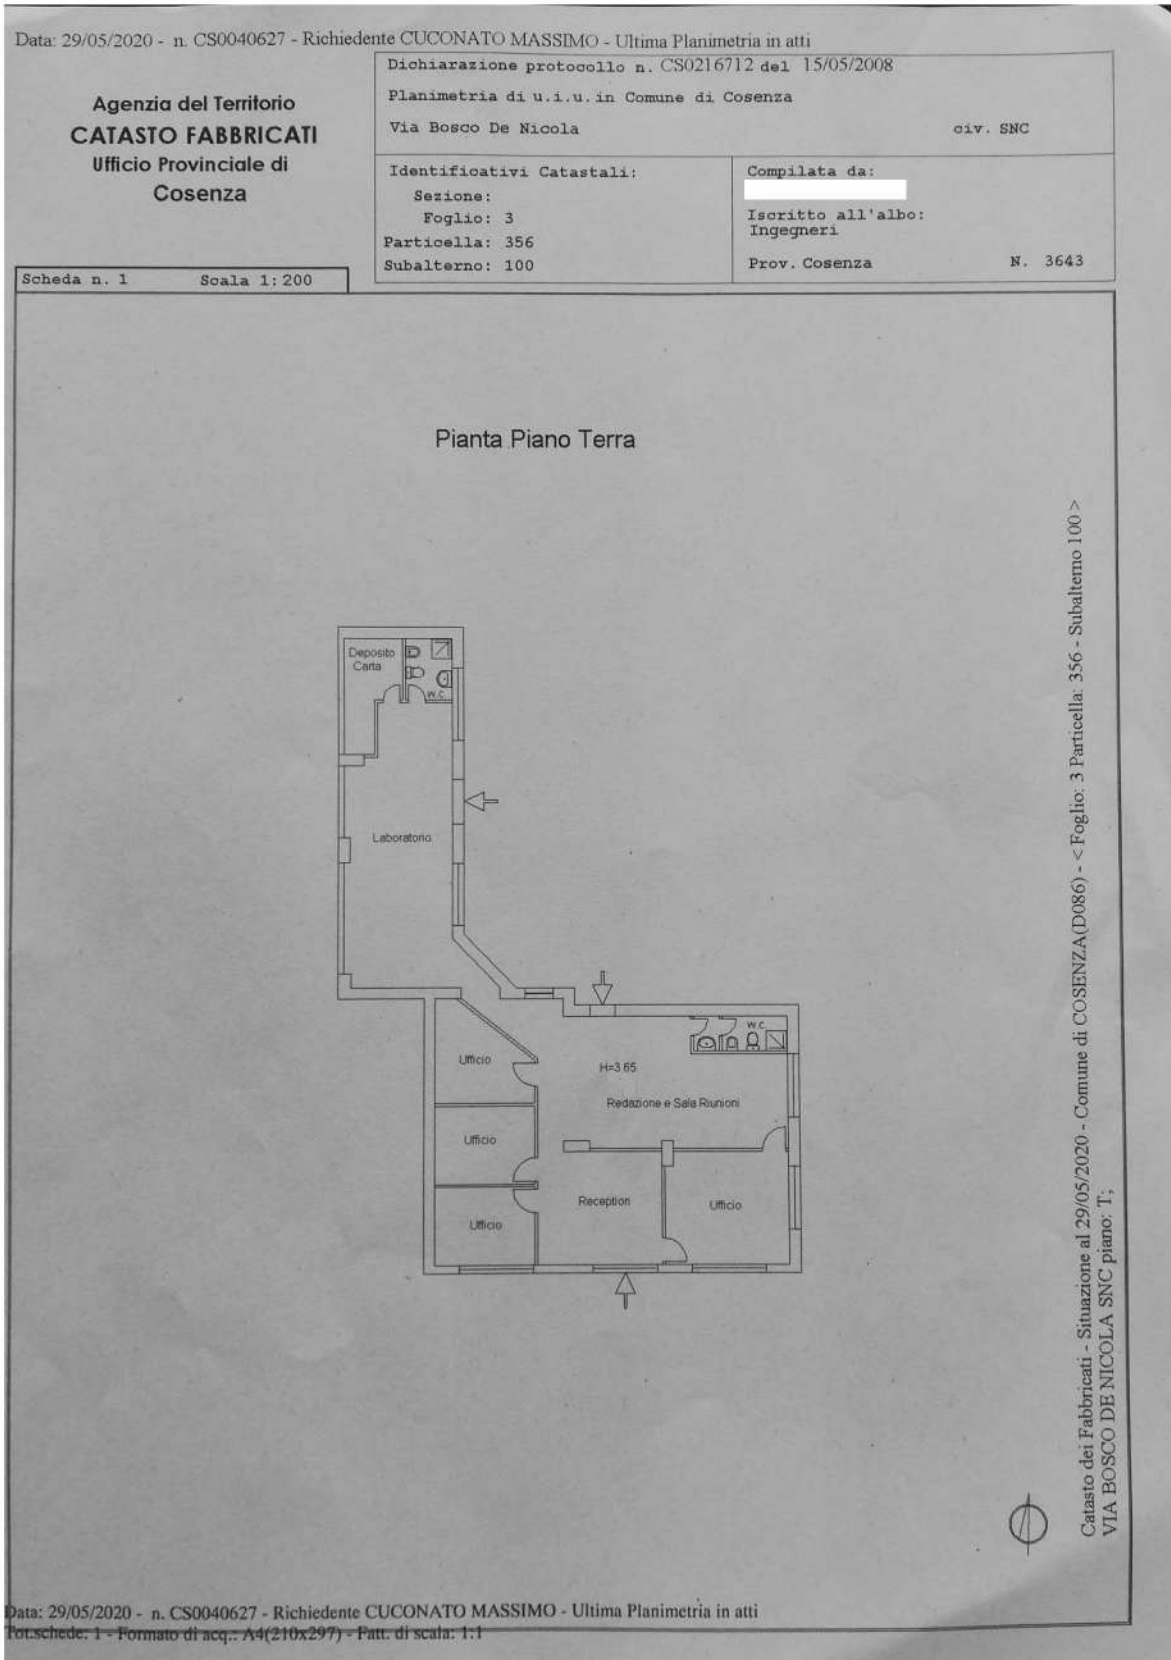 Data: 29/05/2020 - n. CS0040627 - Richiedente CUCONATO MASSIMO - Ultima Planimetria in atti
Agenzia del Territorio
CATASTO FABBRICATI
Ufficio Provinciale di
Cosenza
Dichiarazione protocollo n. CS0216712 del 15/05/2008
Planimetria di u.i.u. in Comune di Cosenza
Via Bosco De Nicola civ. SNC
Identificativi Catastali:
Sezione:
Foglio: 3
Particella: 356
Subalterno: 100
Compilata da:
Iscritto all'albo:
Ingegneri
Prov. Cosenza N. 3643
Scheda n. 1 Scala 1:200
Pianta Piano Terra
Deposito
Carta
W.C.
Laboratorio
W.C.
Ufficio
H=3.65
Redazione e Sala Riunioni
Ufficio
Reception
Ufficio
Ufficio
Catasto dei Fabbricati - Situazione al 29/05/2020 - Comune di COSENZA(D086) - < Foglio: 3 Particella: 356 - Subalterno 100 >
VIA BOSCO DE NICOLA SNC piano: T;
Data: 29/05/2020 - n. CS0040627 - Richiedente CUCONATO MASSIMO - Ultima Planimetria in atti
Tot.schede: 1 - Formato di acq.: A4(210x297) - Fatt. di scala: 1:1